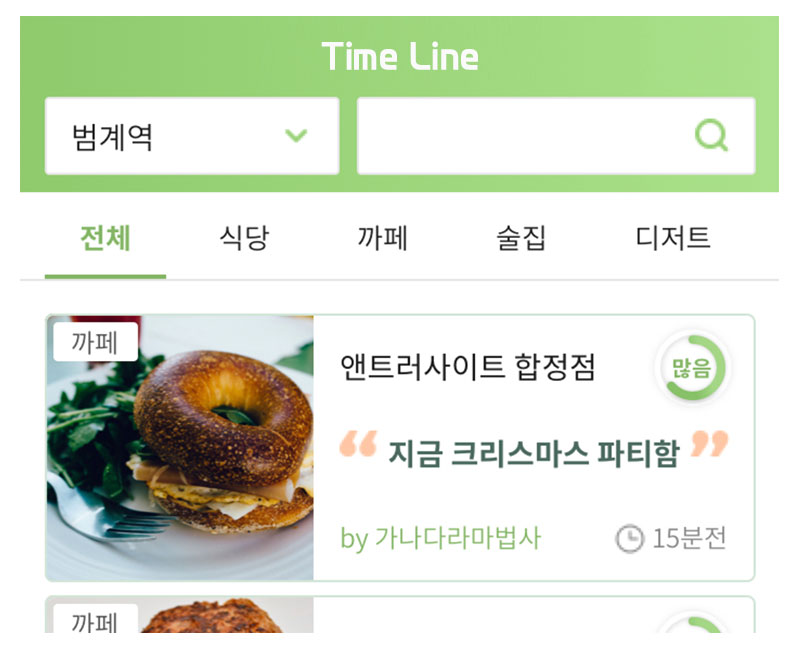 Time Line
범계역
전체 식당 까페 술집 디저트
까페
앤트러사이트 합정점
많음
“ 지금 크리스마스 파티함 ”
by 가나다라마법사
15분전
까페